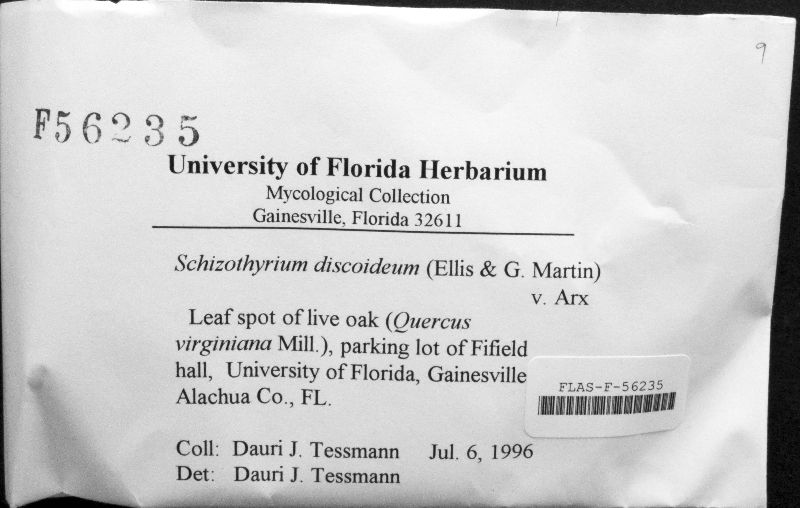 9
F56235
University of Florida Herbarium
Mycological Collection
Gainesville, Florida 32611
Schizothyrium discoideum (Ellis & G. Martin)
v. Arx
Leaf spot of live oak (Quercus
virginiana Mill.), parking lot of Fifield
hall, University of Florida, Gainesville
Alachua Co., FL.
FLAS-F-56235
Coll: Dauri J. Tessmann Jul. 6, 1996
Det: Dauri J. Tessmann